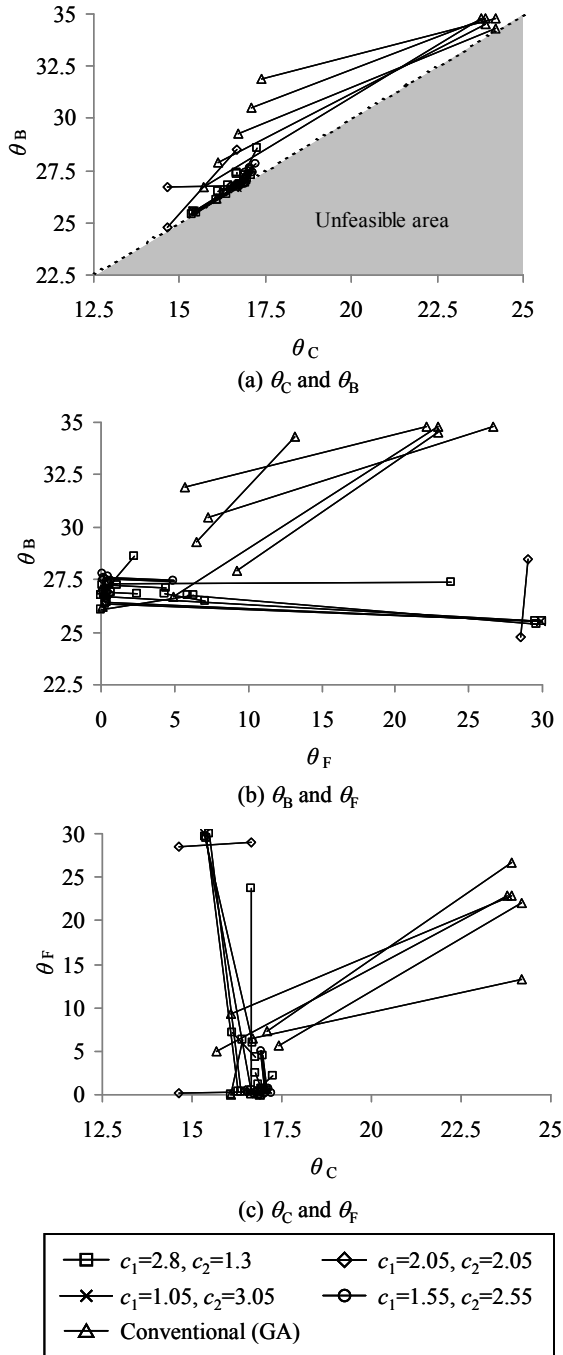 35
32.5
30
27.5
25
22.5
θB
Unfeasible area
12.5 15 17.5 20 22.5 25
θC
(a) θC and θB
35
32.5
30
27.5
25
22.5
θB
0 5 10 15 20 25 30
θF
(b) θB and θF
30
25
20
15
10
5
0
θF
12.5 15 17.5 20 22.5 25
θC
(c) θC and θF
c1=2.8, c2=1.3 c1=2.05, c2=2.05
c1=1.05, c2=3.05 c1=1.55, c2=2.55
Conventional (GA)